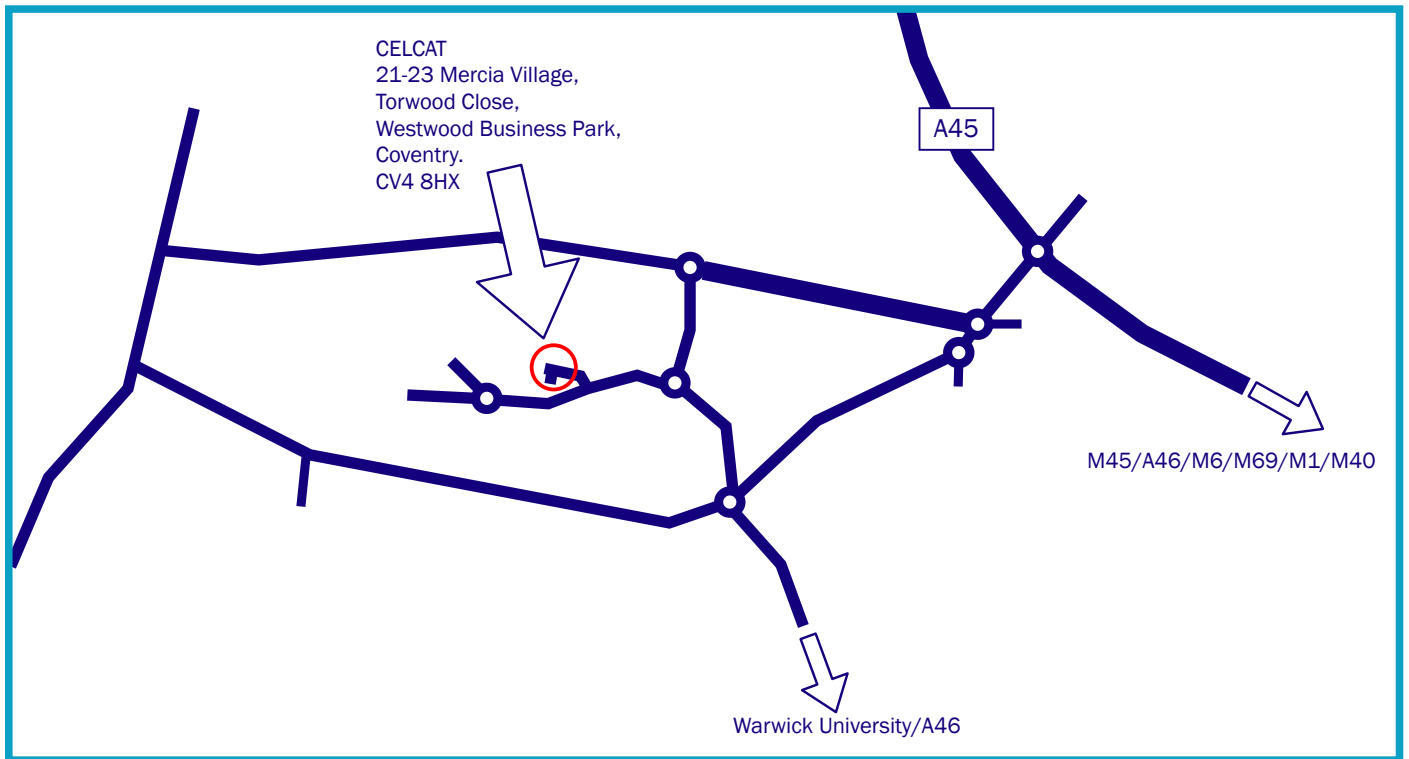 CELCAT
21-23 Mercia Village,
Torwood Close,
Westwood Business Park,
Coventry.
CV4 8HX
A45
M45/A46/M6/M69/M1/M40
Warwick University/A46